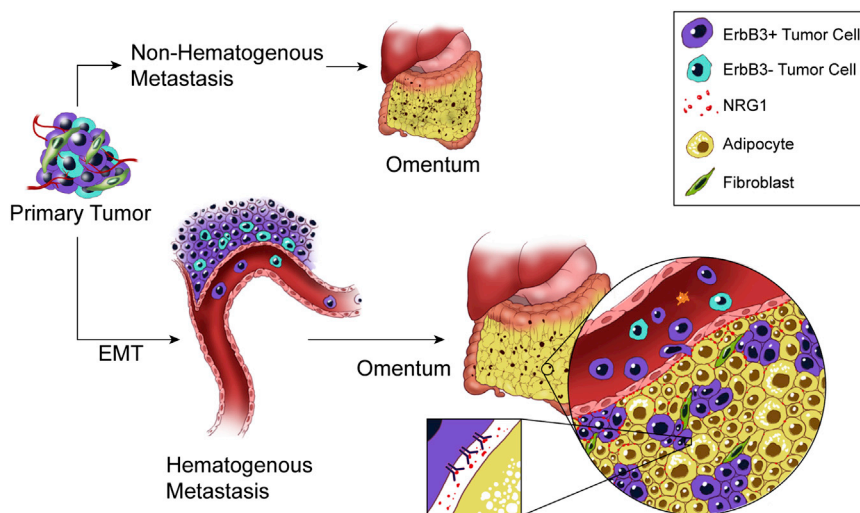 Non-Hematogenous
Metastasis
Omentum
Primary Tumor
EMT
Hematogenous
Metastasis
Omentum
ErbB3+ Tumor Cell
ErbB3- Tumor Cell
NRG1
Adipocyte
Fibroblast